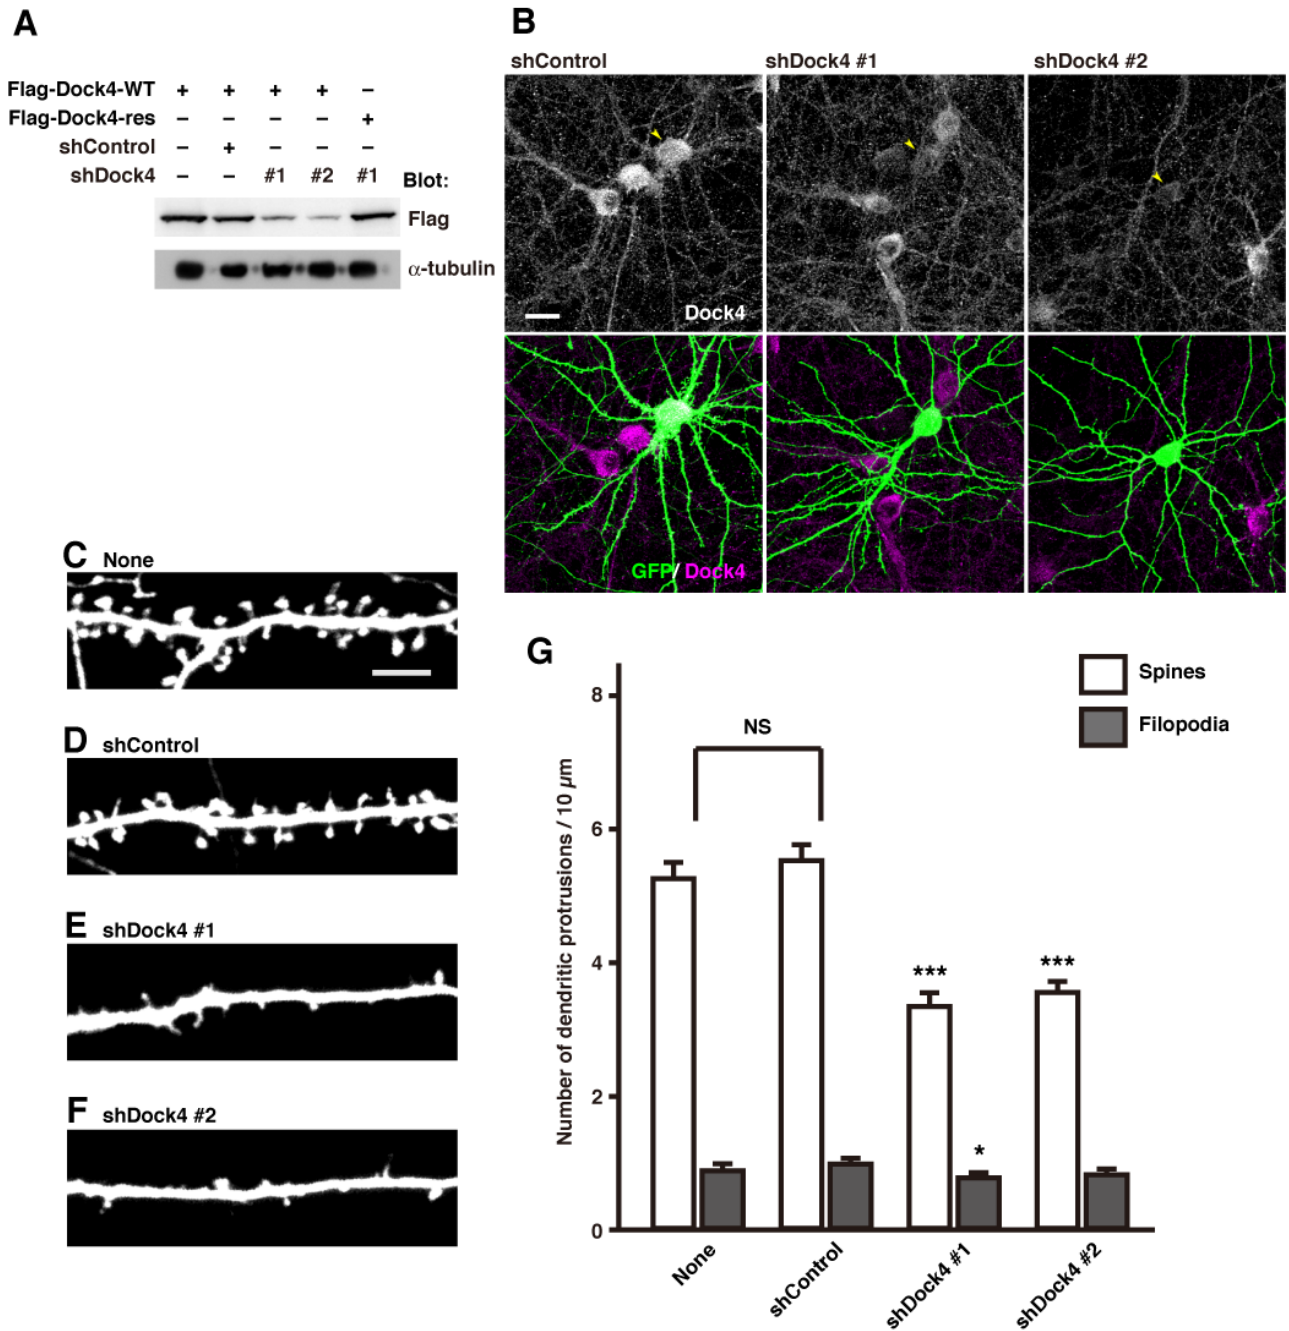 A
Flag-Dock4-WT + + + + –
Flag-Dock4-res – – – – +
shControl – + – – –
shDock4 – – #1 #2 #1
Blot:
Flag
α-tubulin
B
shControl shDock4 #1 shDock4 #2
Dock4
GFP/ Dock4
C None
D shControl
E shDock4 #1
F shDock4 #2
G
Spines
Filopodia
NS
Number of dendritic protrusions / 10 µm
8
6
4
2
0
*** ***
*
None shControl shDock4 #1 shDock4 #2